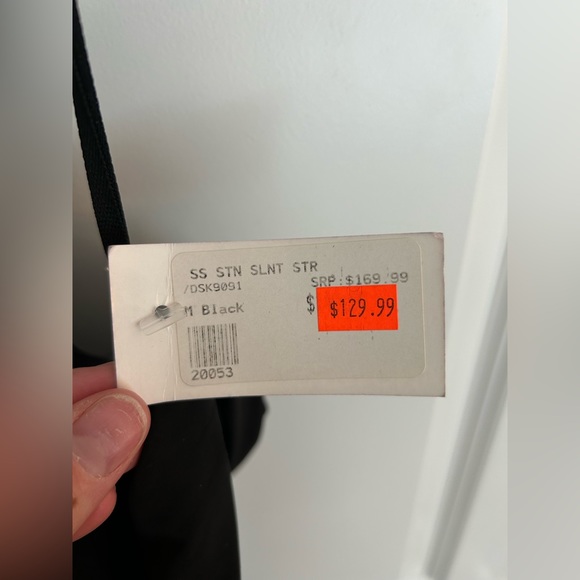 SS STN SLNT STR
/DSK9091
SRP:$169.99
M Black
$ $129.99
20053